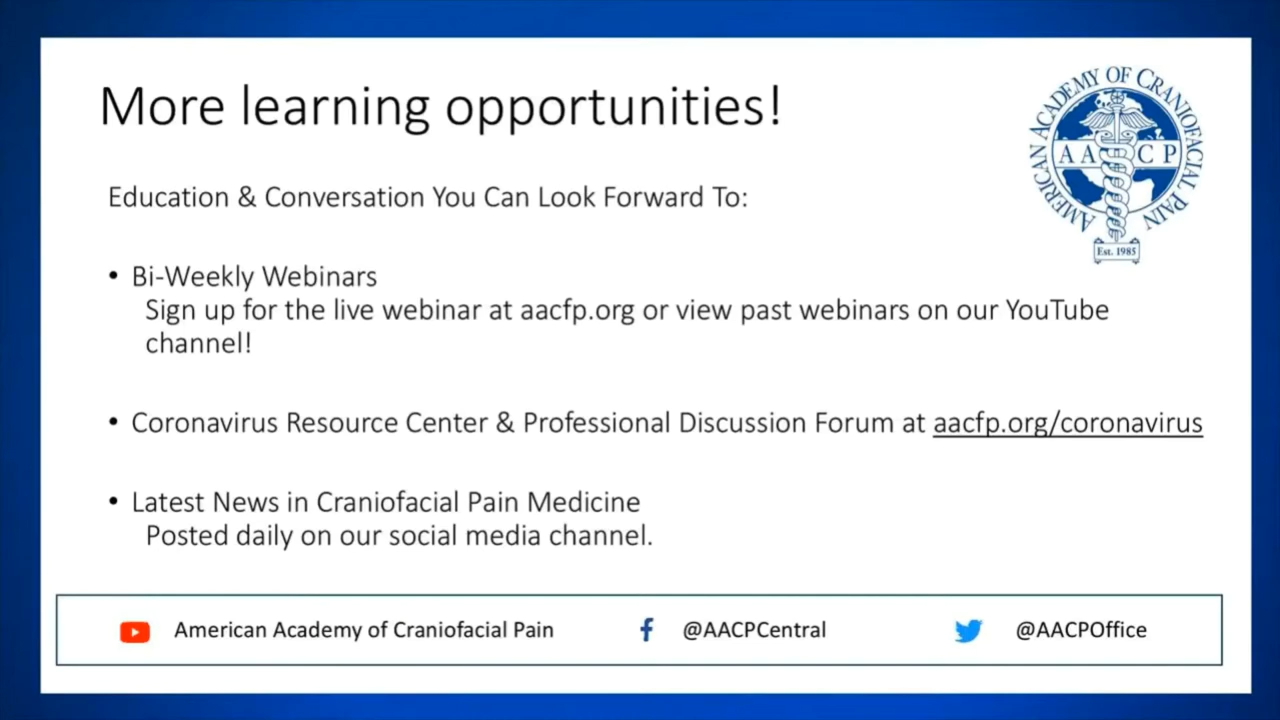 More learning opportunities!
AMERICAN ACADEMY OF CRANIOFACIAL PAIN
AACP
Est. 1985
Education & Conversation You Can Look Forward To:
• Bi-Weekly Webinars
Sign up for the live webinar at aacfp.org or view past webinars on our YouTube
channel!
• Coronavirus Resource Center & Professional Discussion Forum at aacfp.org/coronavirus
• Latest News in Craniofacial Pain Medicine
Posted daily on our social media channel.
American Academy of Craniofacial Pain
@AACPCentral
@AACPOffice